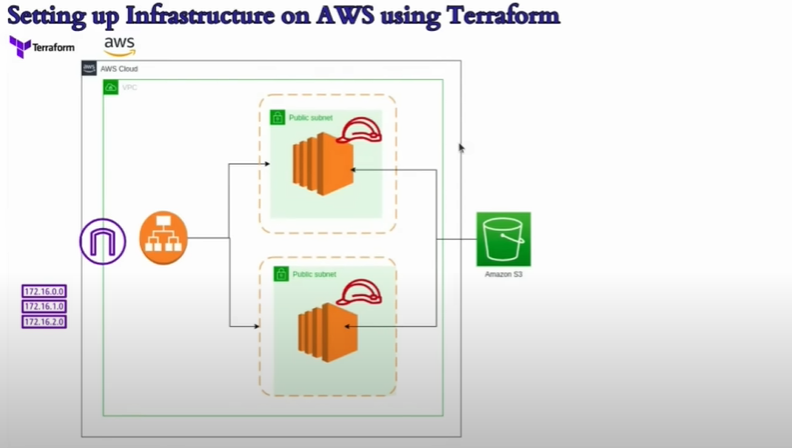 Setting up Infrastructure on AWS using Terraform
Terraform
aws
aws
AWS Cloud
VPC
Public subnet
Public subnet
Amazon S3
172.16.0.0
172.16.1.0
172.16.2.0